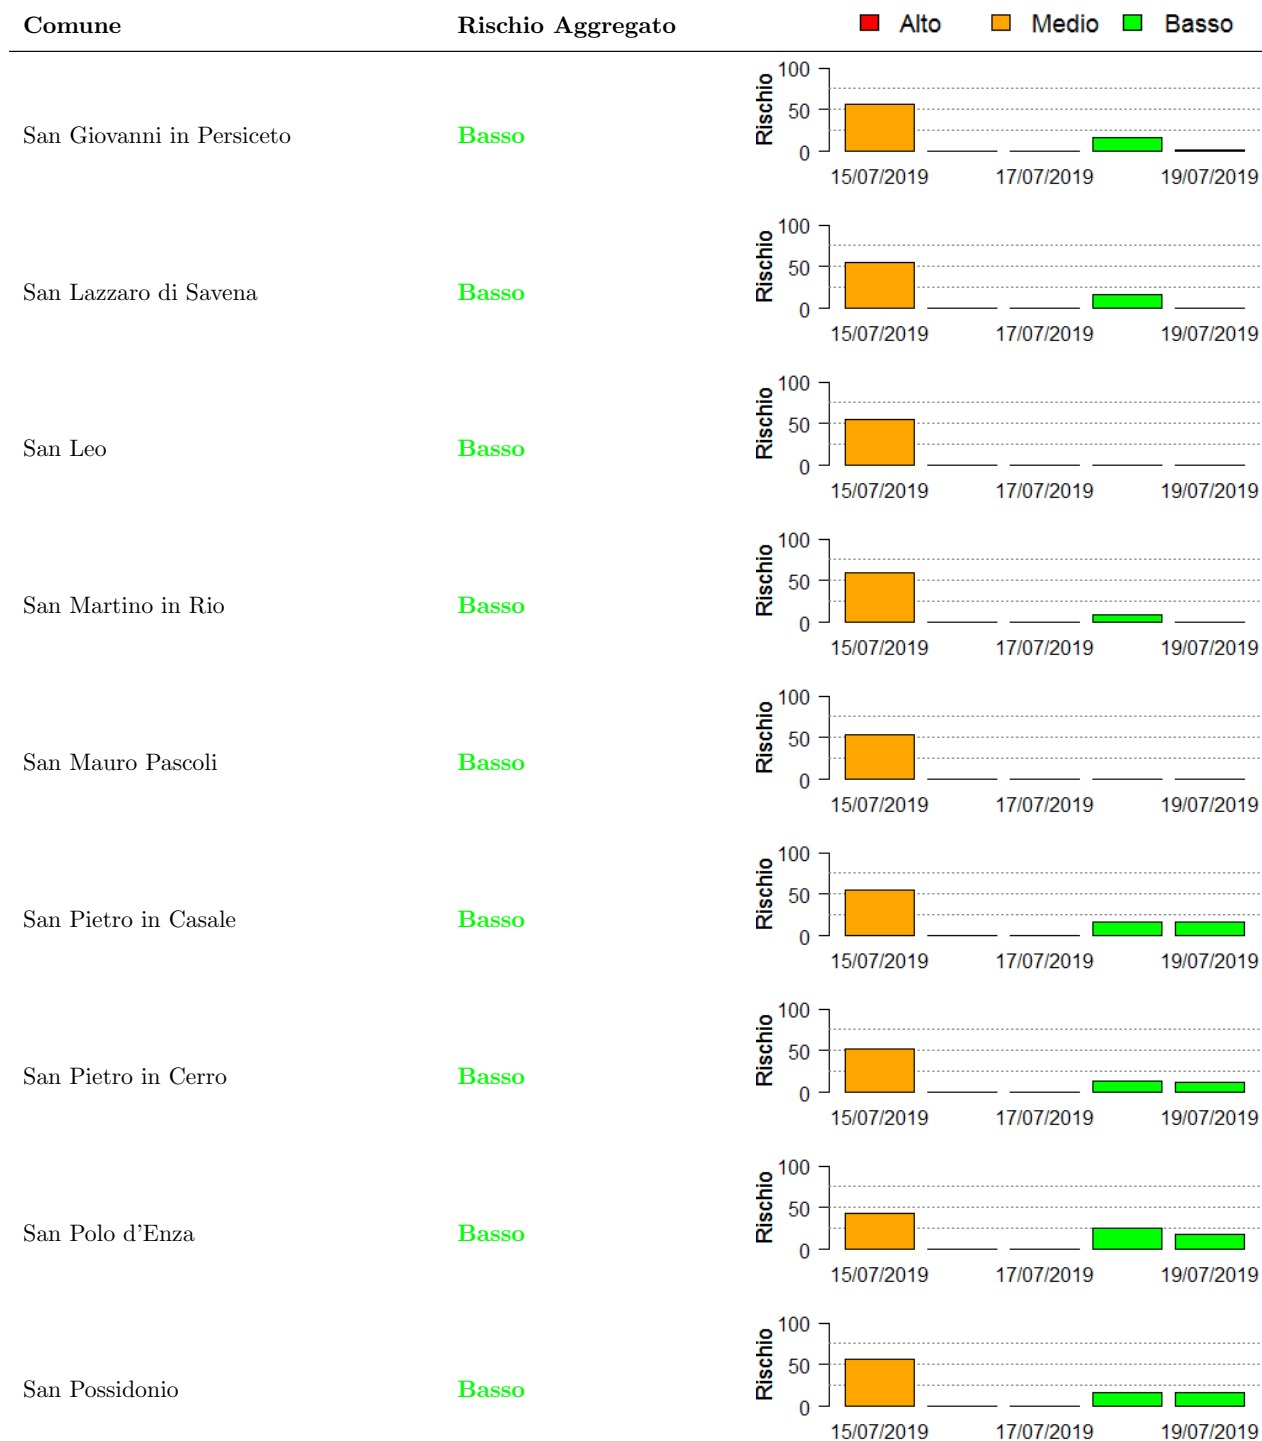 Comune Rischio Aggregato Alto Medio Basso
San Giovanni in Persiceto Basso
Rischio
100
50
0
15/07/2019 17/07/2019 19/07/2019
San Lazzaro di Savena Basso
Rischio
100
50
0
15/07/2019 17/07/2019 19/07/2019
San Leo Basso
Rischio
100
50
0
15/07/2019 17/07/2019 19/07/2019
San Martino in Rio Basso
Rischio
100
50
0
15/07/2019 17/07/2019 19/07/2019
San Mauro Pascoli Basso
Rischio
100
50
0
15/07/2019 17/07/2019 19/07/2019
San Pietro in Casale Basso
Rischio
100
50
0
15/07/2019 17/07/2019 19/07/2019
San Pietro in Cerro Basso
Rischio
100
50
0
15/07/2019 17/07/2019 19/07/2019
San Polo d'Enza Basso
Rischio
100
50
0
15/07/2019 17/07/2019 19/07/2019
San Possidonio Basso
Rischio
100
50
0
15/07/2019 17/07/2019 19/07/2019